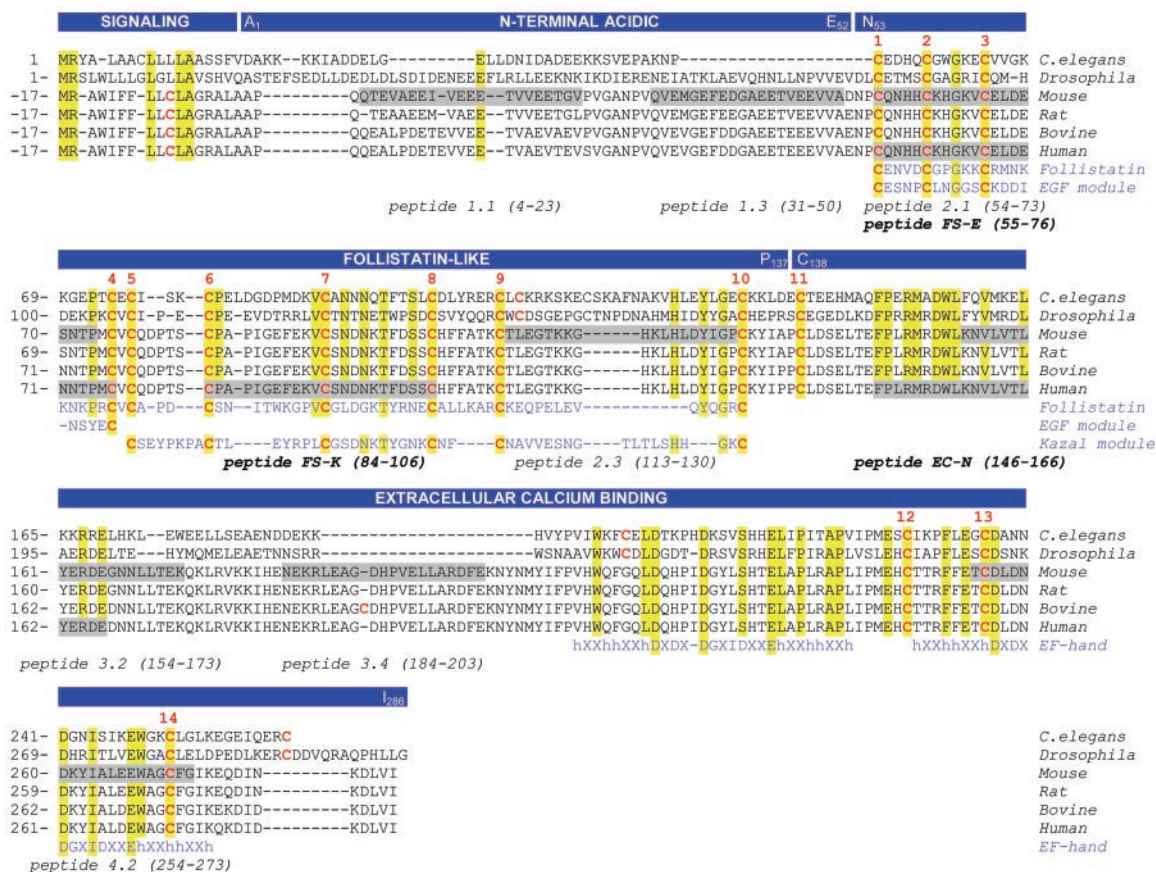 SIGNALING A1 N-TERMINAL ACIDIC E52 N53
1 2 3
1 MRYA-LAACLLLLAASSFVDAKK---KKIADDELG------ELLDNIDADEEKKSVEPAKNP--------------------CEDHQCGWGKECVVGK C.elegans
1- MRSLWLLLGLGLLAVSHVQASTEFSEDLLEDLDLSDIDENEEEFLRLLEEKNKIDIERENEIATKLAEVQHNLLNPVVEVDLCETMSCGAGRICQM-H Drosophila
-17- MR-AWIFF-LLCLAGRALAAP---------QQTEVAEEI-VEEE-TVVEETGVPVGANPVQVEMGEFEDGAEETVEEVVADNPCQNHHCKHGKVCELDE Mouse
-17- MR-AWIFF-LLCLAGRALAAP---------Q-TEAAEEM-VAEE-TVVEETGLPVGANPVQVEMGEFEEGAEETVEEVVAENPCQNHHCKHGKVCELDE Rat
-17- MR-AWIFF-LLCLAGRALAAP---------QQEALPDETEVVEE-TVAEVAEVPVGANPVQVEVGEFDDGAEETEEEVVAENPCQNHHCKHGKVCELDE Bovine
-17- MR-AWIFF-LLCLAGRALAAP---------QQEALPDETEVVEE-TVAEVTEVSVGANPVQVEVGEFDDGAEETEEEVVAENPCQNHHCKHGKVCELDE Human
CENVDCGPGKKCRMNK Follistatin
CESNPCLNGGSCKDDI EGF module
peptide 1.1 (4-23) peptide 1.3 (31-50) peptide 2.1 (54-73)
peptide FS-E (55-76)
FOLLISTATIN-LIKE P137 C138
4 5 6 7 8 9 10 11
69- KGEPTCECI--SK--CPELDGDPMDKVCANNNQTFTSLCDLYRERCLCKRKSKECSKAFNAKVHLEYLGECKKLDECTEEHMAQFPERMADWLFQVMKEL C.elegans
100- DEKPKCVCIP-E--CPE-EVDTRRLVCTNTNETWPSDCSVYQQRCWCDSGEPGCTNPDNAHMHIDYYGACHEPRSCEGEDLKDFPRRMRDWLFYVMRDL Drosophila
70- SNTPMCVCQDPTS--CPA-PIGEFEKVCSNDNKTFDSSCHFFATKCTLEGTKKG------HKLHLDYIGPCKYIAPCLDSELTEFPLRMRDWLKNVLVTL Mouse
69- SNTPMCVCQDPTS--CPA-PIGEFEKVCSNDNKTFDSSCHFFATKCTLEGTKKG------HKLHLDYIGPCKYIAPCLDSELTEFPLRMRDWLKNVLVTL Rat
71- NNTPMCVCQDPTS--CPA-PIGEFEKVCSNDNKTFDSSCHFFATKCTLEGTKKG------HKLHLDYIGPCKYIPPCLDSELTEFPLRMRDWLKNVLVTL Bovine
71- NNTPMCVCQDPTS--CPA-PIGEFEKVCSNDNKTFDSSCHFFATKCTLEGTKKG------HKLHLDYIGPCKYIPPCLDSELTEFPLRMRDWLKNVLVTL Human
KNKPRCVCA-PD--CSN--ITWKGPVCGLDGKTYRNECALLKARCKEQPELEV----------QYQGRC Follistatin
-NSYEC EGF module
CSEYPKPACTL---EYRPLCGSDNKTYGNKCNF---CNAVVESNG---TLTLSHH---GKC Kazal module
peptide FS-K (84-106) peptide 2.3 (113-130) peptide EC-N (146-166)
EXTRACELLULAR CALCIUM BINDING
12 13
165- KKRRELHKL--EWEELLSEAENDDEKK-------------------HVYPVIWKFCELDTKPHDKSVSHHELIPITAPVIPMESCIKPFLEGCDANN C.elegans
195- AERDELTE--HYMQMELEAETNNSRR--------------------WSNAAVWKWCDLDGDT-DRSVSRHELFPIRAPLVSLEHCIAPFLESCDSNK Drosophila
161- YERDEGNNLLTEKQKLRVKKIHENEKRLEAG-DHPVELLARDFEKNYNMYIFPVHWQFGQLDQHPIDGYLSHTELAPLRAPLIPMEHCTTRFFETCDLDN Mouse
160- YERDEGNNLLTEKQKLRVKKIHENEKRLEAG-DHPVELLARDFEKNYNMYIFPVHWQFGQLDQHPIDGYLSHTELAPLRAPLIPMEHCTTRFFETCDLDN Rat
162- YERDEDNNLLTEKQKLRVKKIHENEKRLEAGCDHPVELLARDFEKNYNMYIFPVHWQFGQLDQHPIDGYLSHTELAPLRAPLIPMEHCTTRFFETCDLDN Bovine
162- YERDEDNNLLTEKQKLRVKKIHENEKRLEAG-DHPVELLARDFEKNYNMYIFPVHWQFGQLDQHPIDGYLSHTELAPLRAPLIPMEHCTTRFFETCDLDN Human
hXXhhXXhDXDX-DGXIDXXEhXXhhXXh hXXhhXXhDXDX EF-hand
peptide 3.2 (154-173) peptide 3.4 (184-203)
I286
14
241- DGNISIKEWGKCLGLKEGEIQERC C.elegans
269- DHRITLVEWGACLELDPEDLKERCDDVQRAQPHLLG Drosophila
260- DKYIALEEWAGCFGIKEQDIN----------KDLVI Mouse
259- DKYIALEEWAGCFGIKEQDIN----------KDLVI Rat
262- DKYIALDEWAGCFGIKEKDID----------KDLVI Bovine
261- DKYIALDEWAGCFGIKQKDID----------KDLVI Human
DGXIDXXEhXXhhXXh EF-hand
peptide 4.2 (254-273)